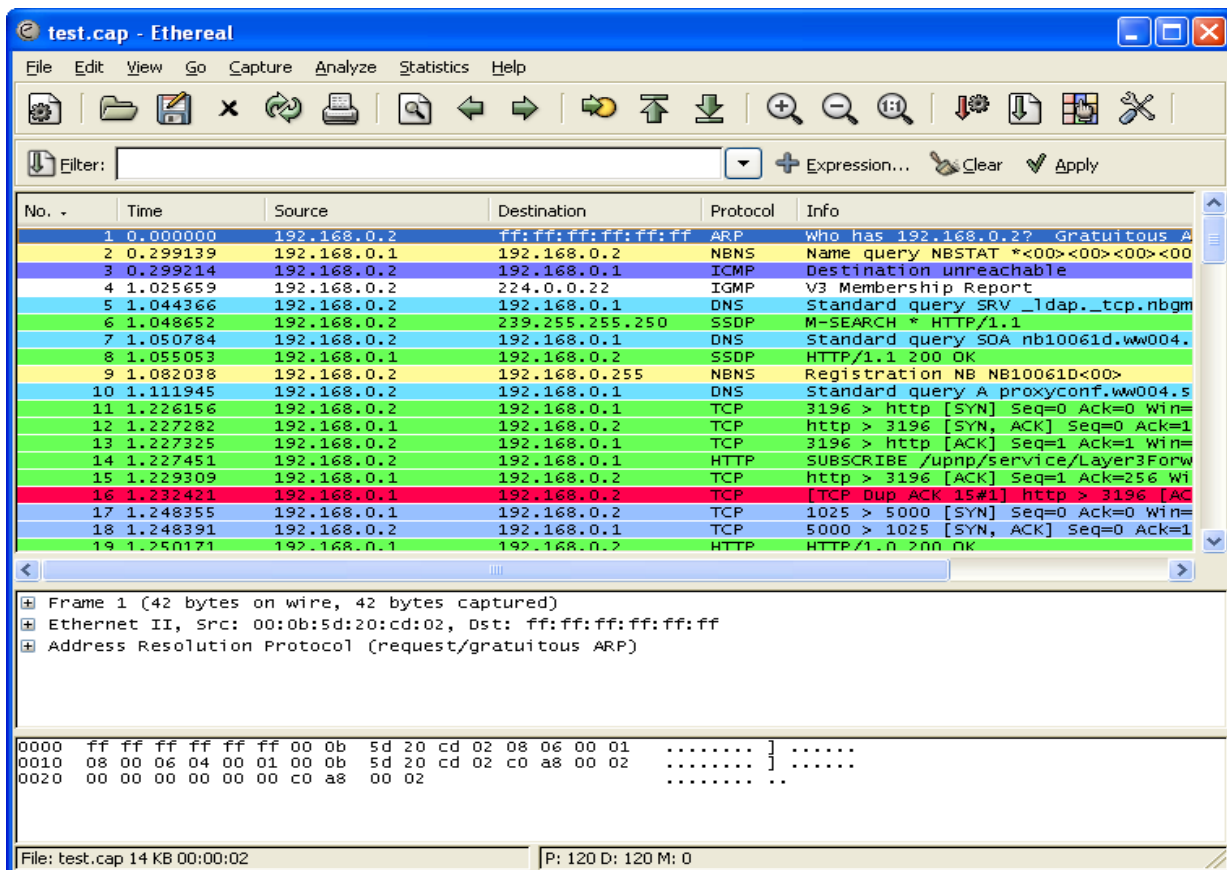 test.cap - Ethereal
File Edit View Go Capture Analyze Statistics Help
Filter: Expression... Clear Apply
No. Time Source Destination Protocol Info
1 0.000000 192.168.0.2 ff:ff:ff:ff:ff:ff ARP Who has 192.168.0.2? Gratuitous A
2 0.299139 192.168.0.1 192.168.0.2 NBNS Name query NBSTAT *<00><00><00><00
3 0.299214 192.168.0.2 192.168.0.1 ICMP Destination unreachable
4 1.025659 192.168.0.2 224.0.0.22 IGMP V3 Membership Report
5 1.044366 192.168.0.2 192.168.0.1 DNS Standard query SRV _ldap._tcp.nbgm
6 1.048652 192.168.0.2 239.255.255.250 SSDP M-SEARCH * HTTP/1.1
7 1.050784 192.168.0.2 192.168.0.1 DNS Standard query SOA nb10061d.ww004.
8 1.055053 192.168.0.1 192.168.0.2 SSDP HTTP/1.1 200 OK
9 1.082038 192.168.0.2 192.168.0.255 NBNS Registration NB NB10061D<00>
10 1.111945 192.168.0.2 192.168.0.1 DNS Standard query A proxyconf.ww004.s
11 1.226156 192.168.0.2 192.168.0.1 TCP 3196 > http [SYN] Seq=0 Ack=0 Win=
12 1.227282 192.168.0.1 192.168.0.2 TCP http > 3196 [SYN, ACK] Seq=0 Ack=1
13 1.227325 192.168.0.2 192.168.0.1 TCP 3196 > http [ACK] Seq=1 Ack=1 Win=
14 1.227451 192.168.0.2 192.168.0.1 HTTP SUBSCRIBE /upnp/service/Layer3Forw
15 1.229309 192.168.0.1 192.168.0.2 TCP http > 3196 [ACK] Seq=1 Ack=256 Wi
16 1.232421 192.168.0.1 192.168.0.2 TCP [TCP Dup ACK 15#1] http > 3196 [AC
17 1.248355 192.168.0.1 192.168.0.2 TCP 1025 > 5000 [SYN] Seq=0 Ack=0 Win=
18 1.248391 192.168.0.2 192.168.0.1 TCP 5000 > 1025 [SYN, ACK] Seq=0 Ack=1
19 1.250171 192.168.0.1 192.168.0.2 HTTP HTTP/1.0 200 OK
Frame 1 (42 bytes on wire, 42 bytes captured)
Ethernet II, Src: 00:0b:5d:20:cd:02, Dst: ff:ff:ff:ff:ff:ff
Address Resolution Protocol (request/gratuitous ARP)
0000 ff ff ff ff ff ff 00 0b 5d 20 cd 02 08 06 00 01 ........ ] ......
0010 08 00 06 04 00 01 00 0b 5d 20 cd 02 c0 a8 00 02 ........ ] ......
0020 00 00 00 00 00 00 c0 a8 00 02 ........ ..
File: test.cap 14 KB 00:00:02 P: 120 D: 120 M: 0